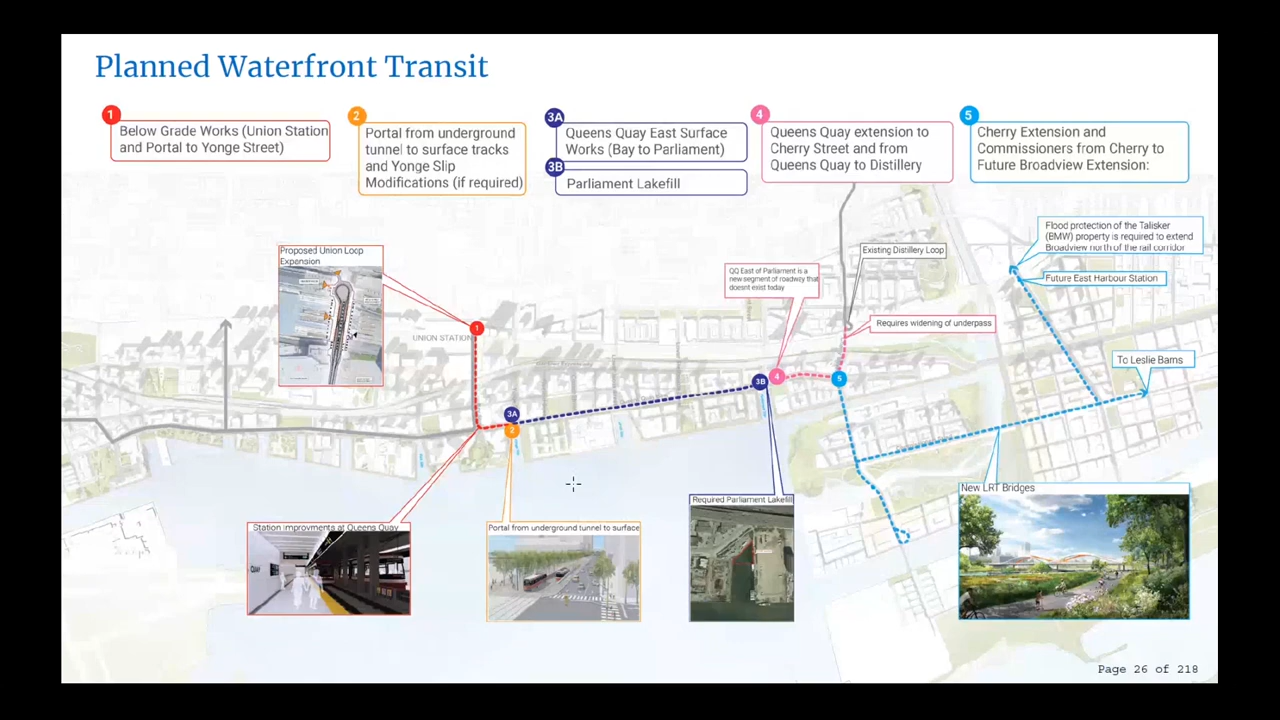 Planned Waterfront Transit
1
Below Grade Works (Union Station
and Portal to Yonge Street)
2
Portal from underground
tunnel to surface tracks
and Yonge Slip
Modifications (if required)
3A
Queens Quay East Surface
Works (Bay to Parliament)
3B
Parliament Lakefill
4
Queens Quay extension to
Cherry Street and from
Queens Quay to Distillery
5
Cherry Extension and
Commissioners from Cherry to
Future Broadview Extension:
Flood protection of the Talisker
(BMW) property is required to extend
Broadview north of the rail corridor
Proposed Union Loop
Expansion
Existing Distillery Loop
QQ East of Parliament is a
new segment of roadway that
doesnt exist today
Future East Harbour Station
Requires widening of underpass
1
UNION STATION
To Leslie Barns
3B
4
5
3A
2
New LRT Bridges
Required Parliament Lakefill
Station Improvments at Queens Quay
Portal from underground tunnel to surface
Page 26 of 218